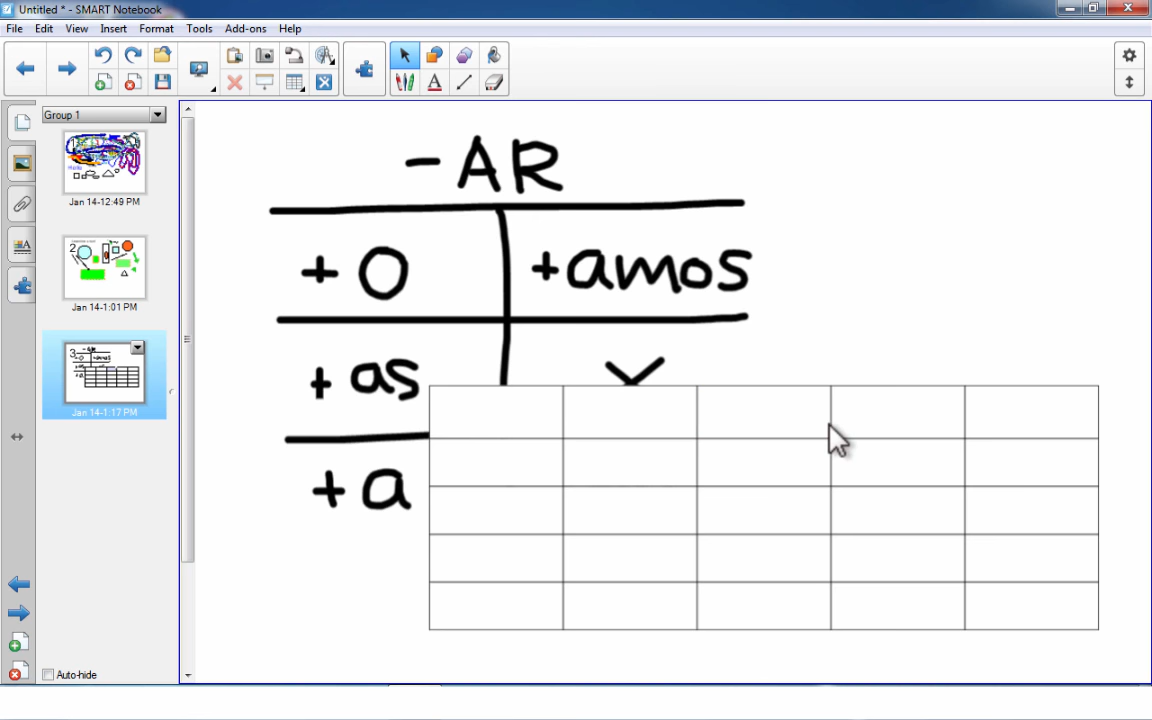 Untitled * - SMART Notebook
File Edit View Insert Format Tools Add-ons Help
Group 1
Jan 14-12:49 PM
Jan 14-1:01 PM
Jan 14-1:17 PM
Auto-hide
-AR
+O +amos
+as
+a